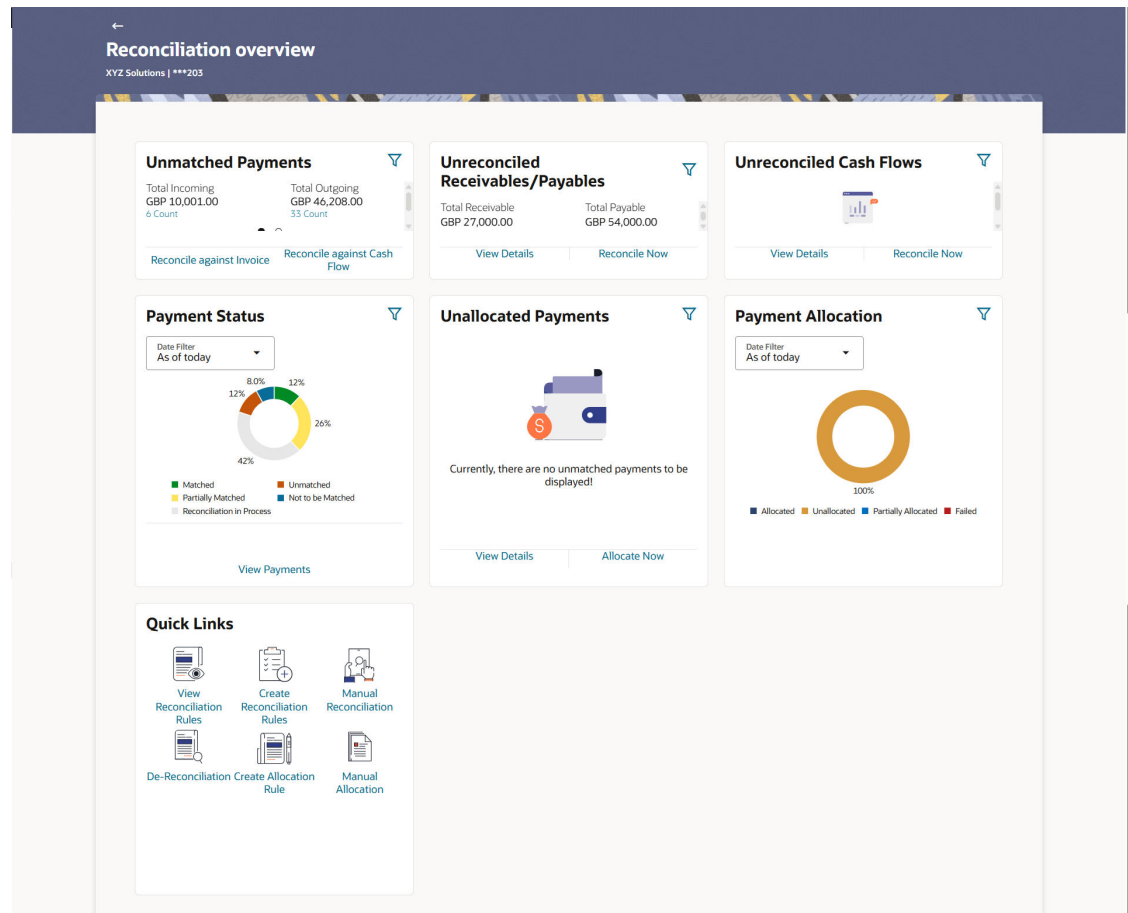 ←
Reconciliation overview
XYZ Solutions | ***203
Unmatched Payments
Total Incoming
GBP 10,001.00
6 Count
Total Outgoing
GBP 46,208.00
33 Count
Reconcile against Invoice
Reconcile against Cash
Flow
Unreconciled
Receivables/Payables
Total Receivable
GBP 27,000.00
Total Payable
GBP 54,000.00
View Details
Reconcile Now
Unreconciled Cash Flows
View Details
Reconcile Now
Payment Status
Date Filter
As of today
8.0%
12%
12%
26%
42%
Matched
Unmatched
Partially Matched
Not to be Matched
Reconciliation in Process
View Payments
Unallocated Payments
S
Currently, there are no unmatched payments to be
displayed!
View Details
Allocate Now
Payment Allocation
Date Filter
As of today
100%
Allocated
Unallocated
Partially Allocated
Failed
Quick Links
View
Reconciliation
Rules
Create
Reconciliation
Rules
Manual
Reconciliation
De-Reconciliation
Create Allocation
Rule
Manual
Allocation